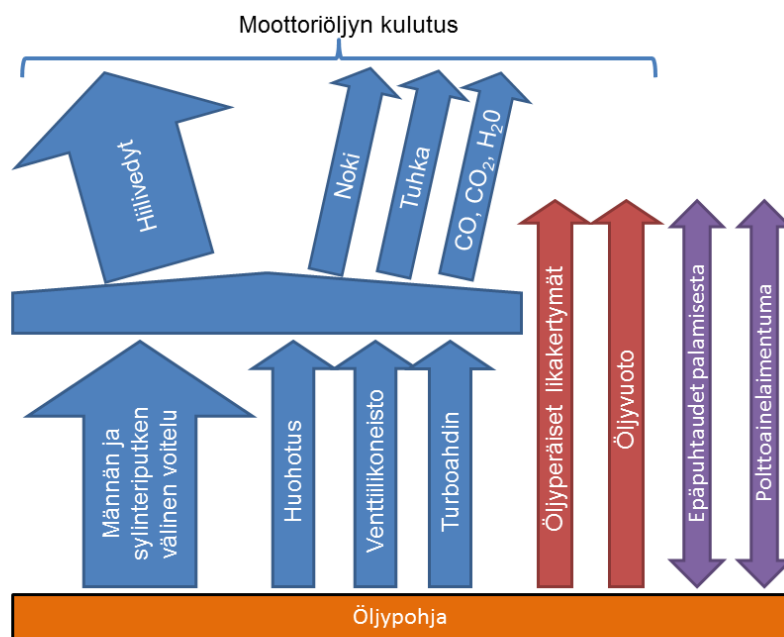 Moottoriöljyn kulutus
Hiilivedyt
Noki
Tuhka
CO, CO₂, H₂0
Männän ja
sylinteriputken
välinen voitelu
Huohotus
Venttiilikoneisto
Turboahdin
Öljyperäiset likakertymät
Öljyvuoto
Epäpuhtaudet palamisesta
Polttoainelaimentuma
Öljypohja